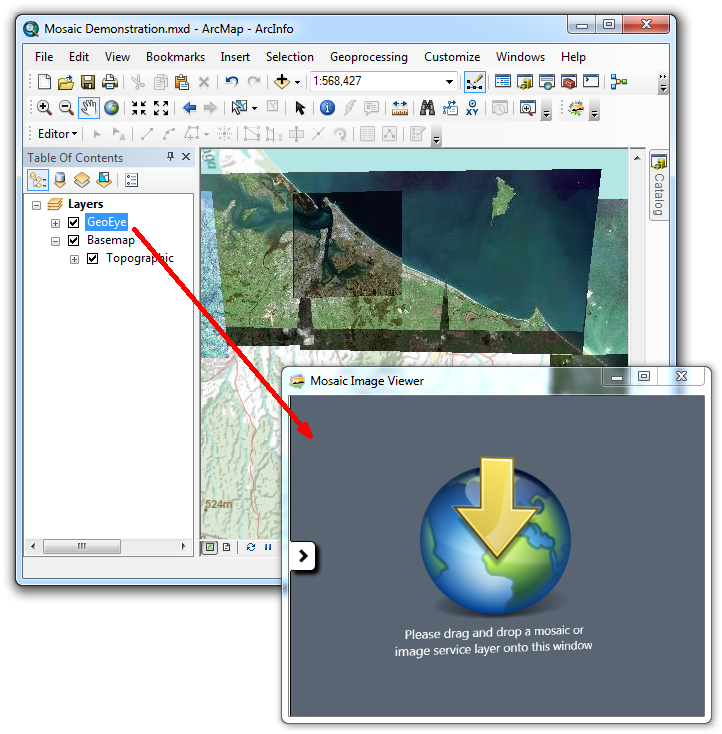 Mosaic Demonstration.mxd - ArcMap - ArcInfo
File Edit View Bookmarks Insert Selection Geoprocessing Customize Windows Help
1:568,427
Editor
Table Of Contents
Layers
GeoEye
Basemap
Topographic
Catalog
524m
Mosaic Image Viewer
Please drag and drop a mosaic or
image service layer onto this window